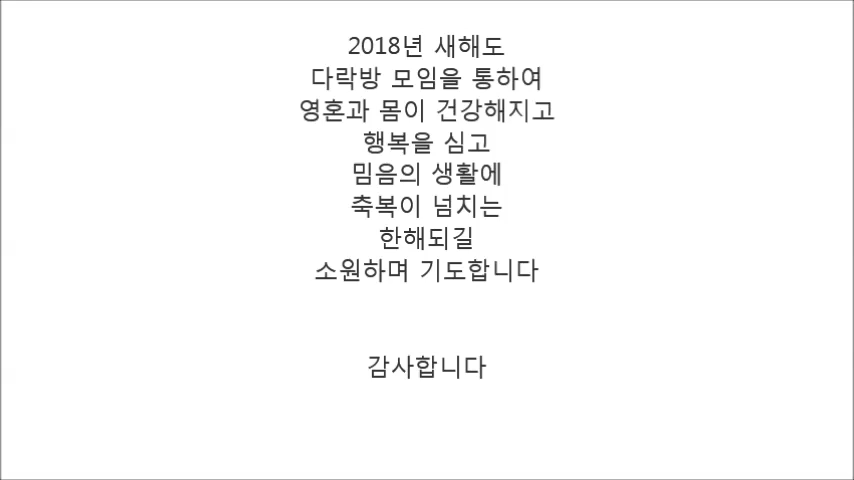 2018년 새해도
다락방 모임을 통하여
영혼과 몸이 건강해지고
행복을 심고
믿음의 생활에
축복이 넘치는
한해되길
소원하며 기도합니다
감사합니다